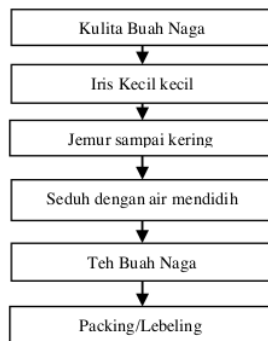 Kulita Buah Naga
Iris Kecil kecil
Jemur sampai kering
Seduh dengan air mendidih
Teh Buah Naga
Packing/Lebeling